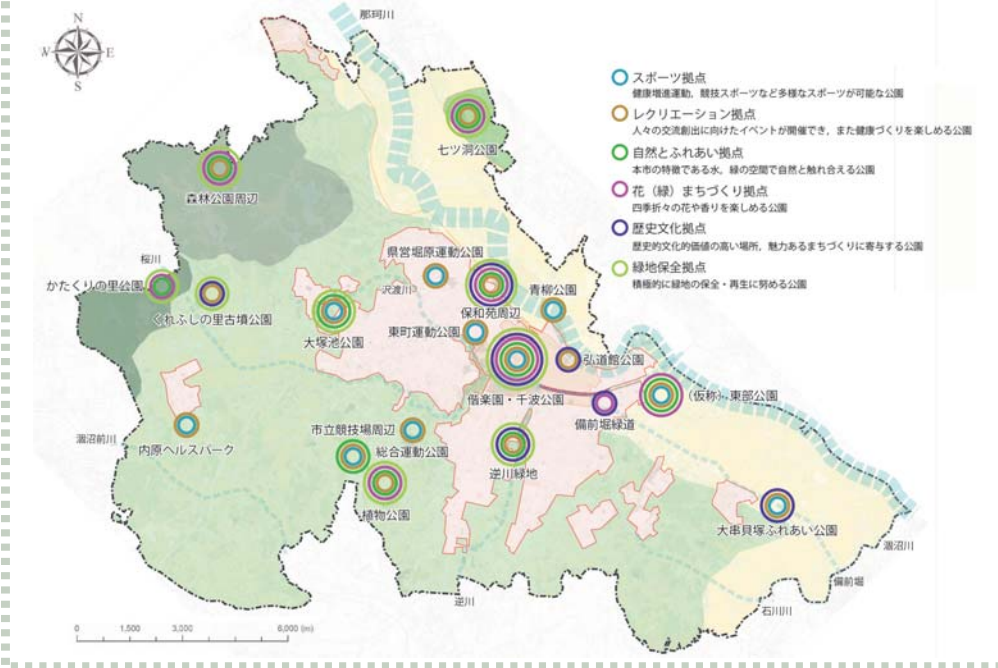 N
W
E
S
那珂川
スポーツ拠点
健康増進運動，競技スポーツなど多様なスポーツが可能な公園
レクリエーション拠点
人々の交流創出に向けたイベントが開催でき，また健康づくりを楽しめる公園
自然とふれあい拠点
本市の特徴である水，緑の空間で自然と触れ合える公園
花（緑）まちづくり拠点
四季折々の花や香りを楽しめる公園
歴史文化拠点
歴史的文化的価値の高い場所，魅力あるまちづくりに寄与する公園
緑地保全拠点
積極的に緑地の保全・再生に努める公園
七ツ洞公園
森林公園周辺
県営堀原運動公園
桜川
かたくりの里公園
沢渡川
青柳公園
くれふしの里古墳公園
保和苑周辺
大塚池公園
東町運動公園
弘道館公園
偕楽園・千波公園
（仮称）東部公園
備前堀緑道
市立競技場周辺
涸沼前川
内原ヘルスパーク
総合運動公園
逆川緑地
植物公園
大串貝塚ふれあい公園
涸沼川
備前堀
逆川
石川川
0
1,500
3,000
6,000 (m)